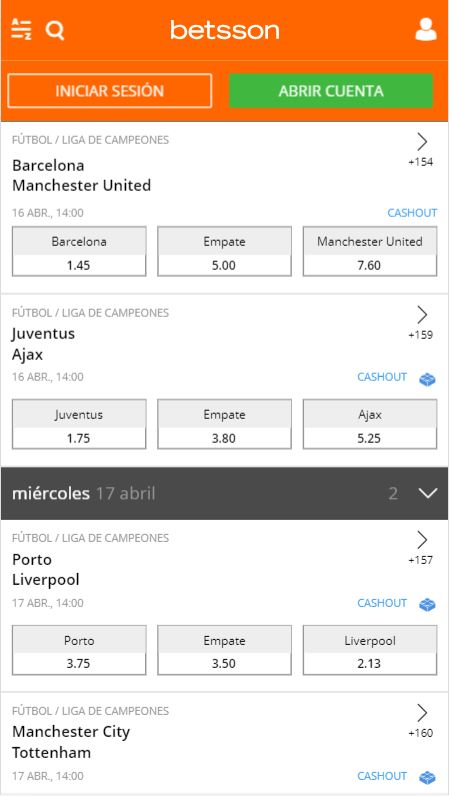 A-Z
betsson
INICIAR SESIÓN ABRIR CUENTA
FÚTBOL / LIGA DE CAMPEONES
+154
Barcelona
Manchester United
16 ABR., 14:00 CASHOUT
Barcelona Empate Manchester United
1.45 5.00 7.60
FÚTBOL / LIGA DE CAMPEONES
+159
Juventus
Ajax
16 ABR., 14:00 CASHOUT
Juventus Empate Ajax
1.75 3.80 5.25
miércoles 17 abril 2
FÚTBOL / LIGA DE CAMPEONES
+157
Porto
Liverpool
17 ABR., 14:00 CASHOUT
Porto Empate Liverpool
3.75 3.50 2.13
FÚTBOL / LIGA DE CAMPEONES
+160
Manchester City
Tottenham
17 ABR., 14:00 CASHOUT